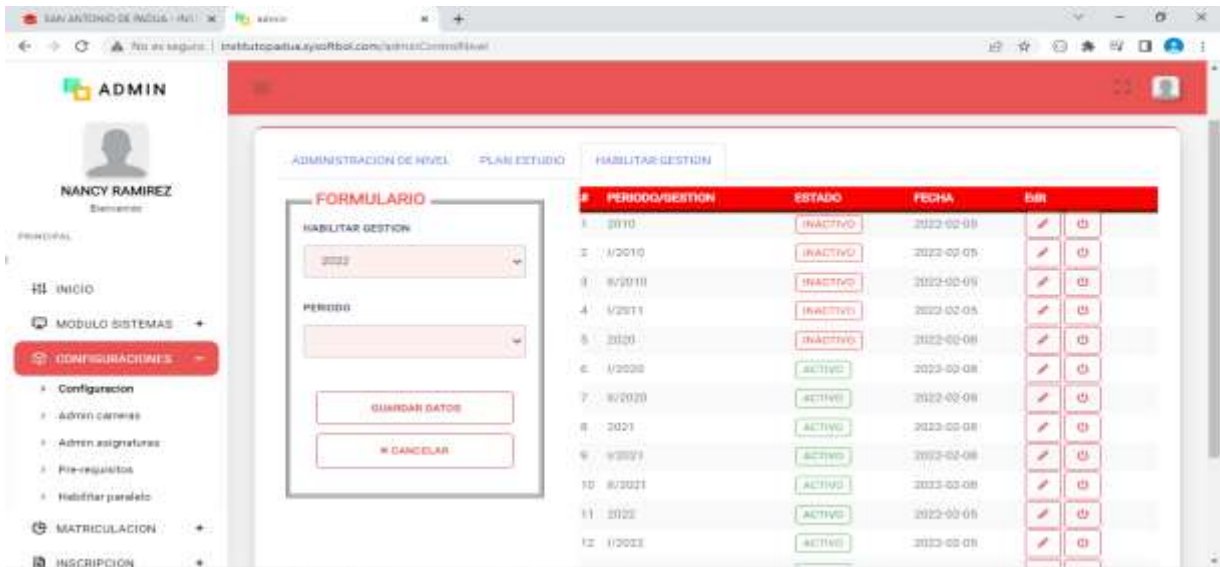 SAN ANTONIO DE PADUA - INST
admin
No es seguro | institutopadua.sysoftbol.com/adminControlNivel
ADMIN
NANCY RAMIREZ
Bienvenido
PRINCIPAL
INICIO
MODULO SISTEMAS +
CONFIGURACIONES −
Configuracion
Admin carreras
Admin asignaturas
Pre-requisitos
Habilitar paralelo
MATRICULACION +
INSCRIPCION +
ADMINISTRACION DE NIVEL PLAN ESTUDIO HABILITAR GESTION
FORMULARIO
HABILITAR GESTION
2022
PERIODO
GUARDAR DATOS
× CANCELAR
# PERIODO/GESTION ESTADO FECHA Edit
1 2010 INACTIVO 2022-02-05
2 I/2010 INACTIVO 2022-02-05
3 II/2010 INACTIVO 2022-02-05
4 I/2011 INACTIVO 2022-02-05
5 2020 INACTIVO 2022-02-08
6 I/2020 ACTIVO 2022-02-08
7 II/2020 ACTIVO 2022-02-08
8 2021 ACTIVO 2022-02-08
9 I/2021 ACTIVO 2022-02-08
10 II/2021 ACTIVO 2022-02-08
11 2022 ACTIVO 2022-02-05
12 I/2022 ACTIVO 2022-02-05